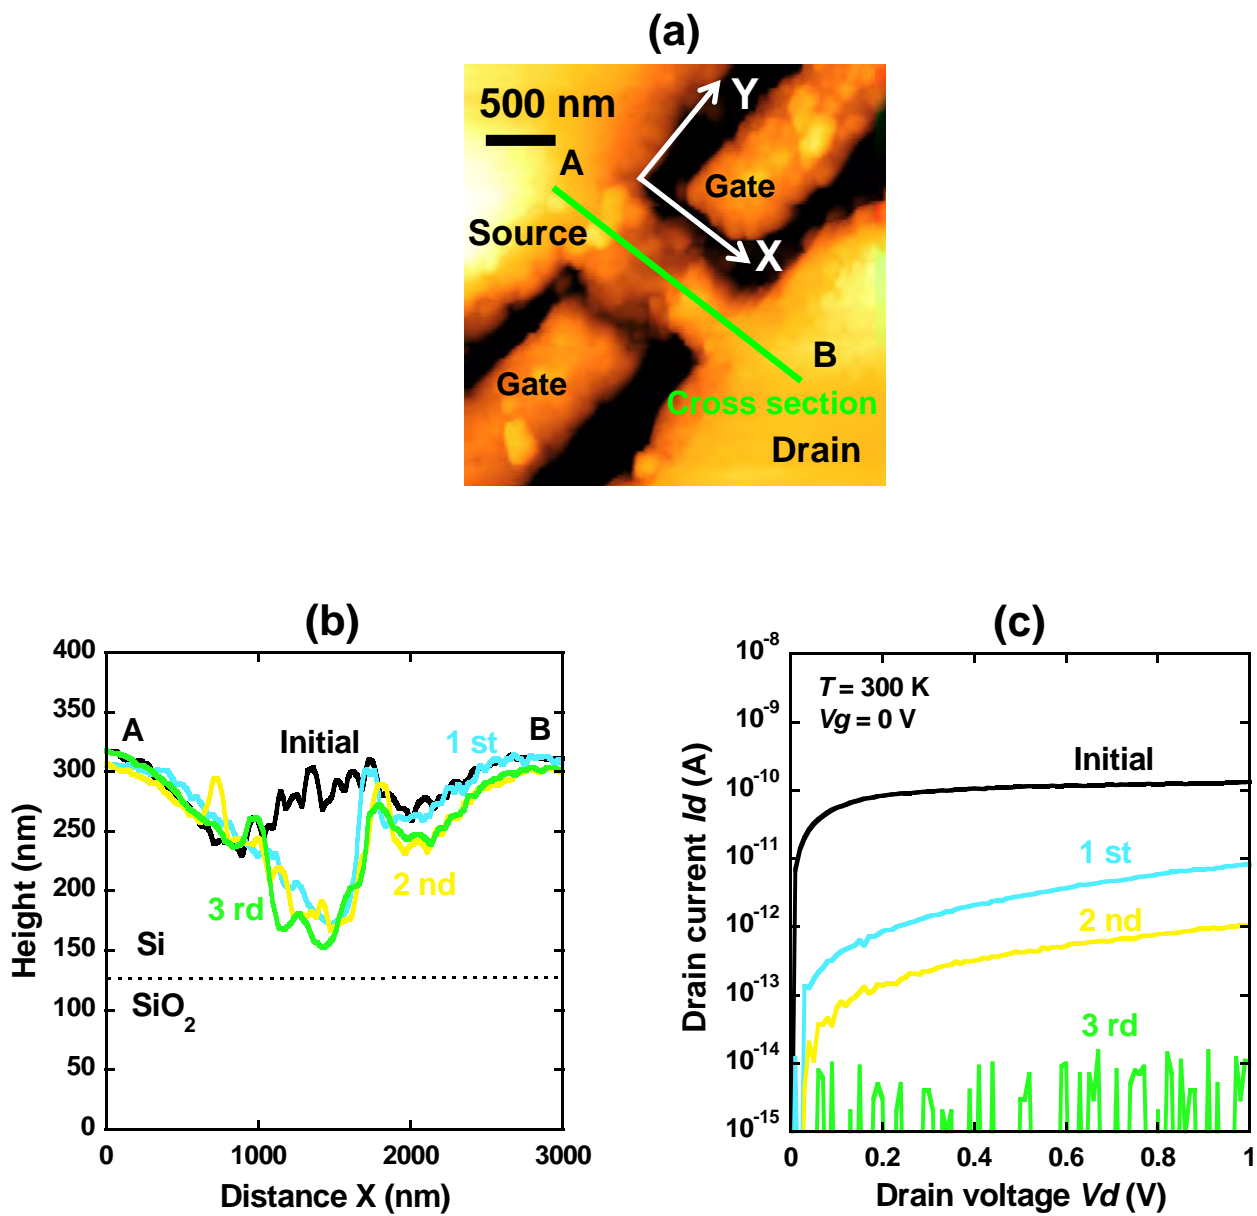 (a)
500 nm
Y
A
Gate
Source
X
B
Gate
Cross section
Drain
(b)
400
350
300
250
200
150
100
50
0
Height (nm)
A
Initial
1 st
B
3 rd
2 nd
Si
SiO₂
0
1000
2000
3000
Distance X (nm)
(c)
10⁻⁸
10⁻⁹
10⁻¹⁰
10⁻¹¹
10⁻¹²
10⁻¹³
10⁻¹⁴
10⁻¹⁵
Drain current Id (A)
T = 300 K
Vg = 0 V
Initial
1 st
2 nd
3 rd
0
0.2
0.4
0.6
0.8
1
Drain voltage Vd (V)